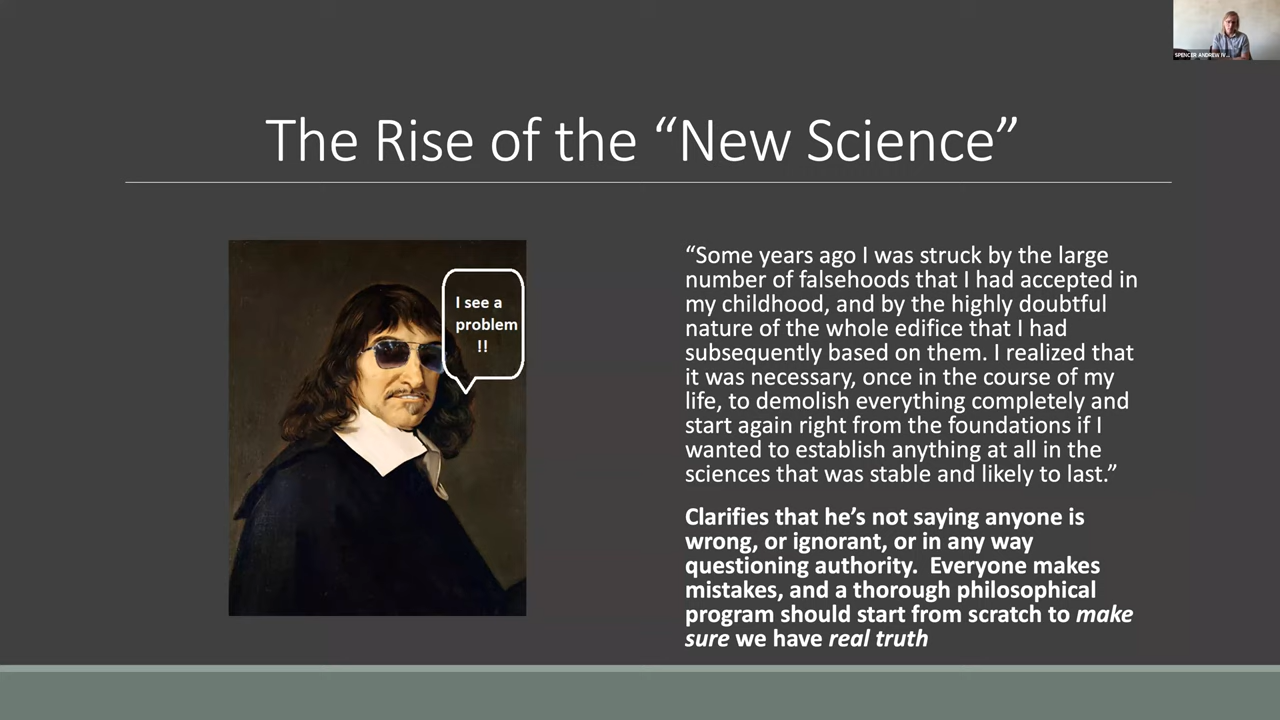 SPENCER ANDREW IV...
The Rise of the “New Science”
I see a
problem
!!
“Some years ago I was struck by the large
number of falsehoods that I had accepted in
my childhood, and by the highly doubtful
nature of the whole edifice that I had
subsequently based on them. I realized that
it was necessary, once in the course of my
life, to demolish everything completely and
start again right from the foundations if I
wanted to establish anything at all in the
sciences that was stable and likely to last.”
Clarifies that he’s not saying anyone is
wrong, or ignorant, or in any way
questioning authority.  Everyone makes
mistakes, and a thorough philosophical
program should start from scratch to make
sure we have real truth